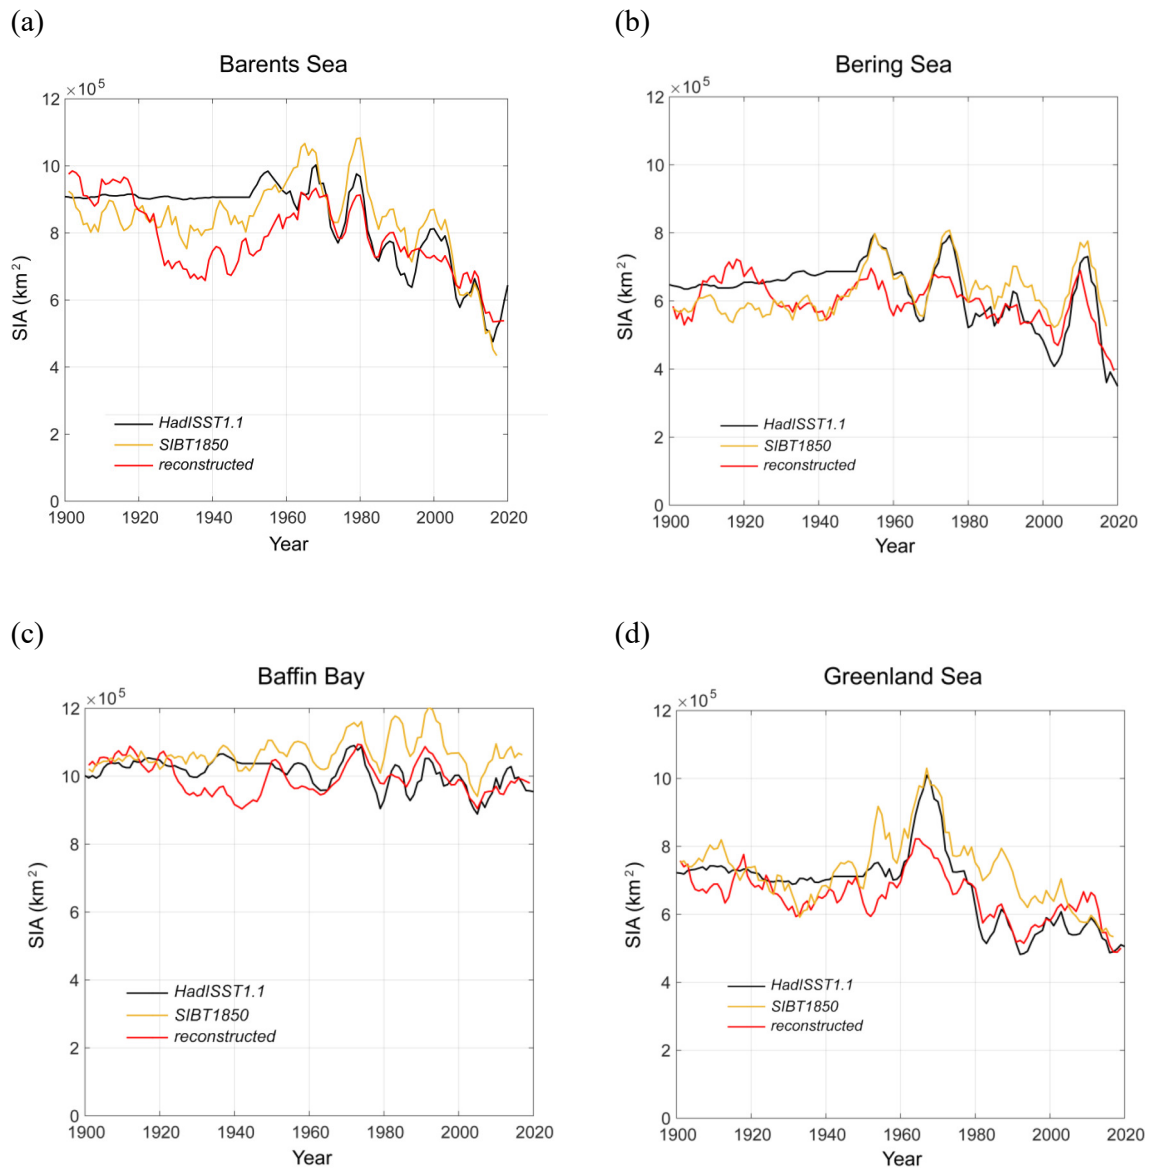 (a)
Barents Sea
×10 5
12
10
8
6
4
2
0
SIA (km 2)
1900 1920 1940 1960 1980 2000 2020
Year
HadISST1.1
SIBT1850
reconstructed
(b)
Bering Sea
×10 5
12
10
8
6
4
2
0
SIA (km 2)
1900 1920 1940 1960 1980 2000 2020
Year
HadISST1.1
SIBT1850
reconstructed
(c)
Baffin Bay
×10 5
12
10
8
6
4
2
0
SIA (km 2)
1900 1920 1940 1960 1980 2000 2020
Year
HadISST1.1
SIBT1850
reconstructed
(d)
Greenland Sea
×10 5
12
10
8
6
4
2
0
SIA (km 2)
1900 1920 1940 1960 1980 2000 2020
Year
HadISST1.1
SIBT1850
reconstructed